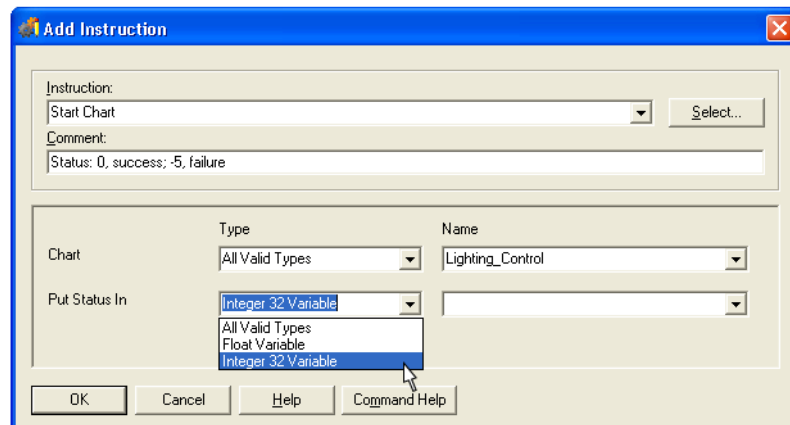 Add Instruction
Instruction:
Start Chart
Select...
Comment:
Status: 0, success; -5, failure
Type Name
Chart All Valid Types Lighting_Control
Put Status In Integer 32 Variable
All Valid Types
Float Variable
Integer 32 Variable
OK Cancel Help Command Help